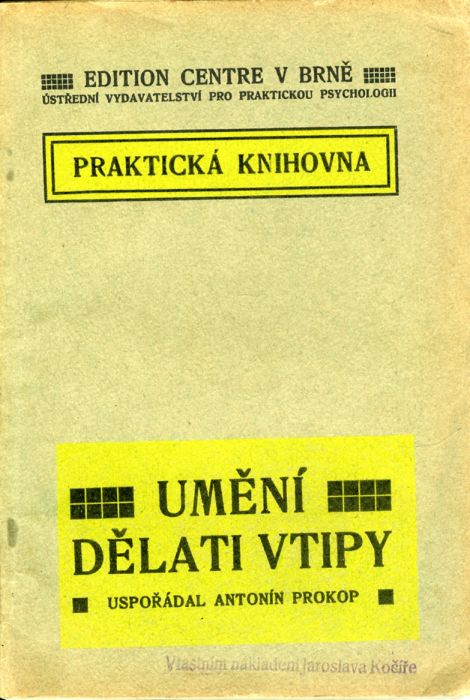 EDITION CENTRE V BRNĚ
ÚSTŘEDNÍ VYDAVATELSTVÍ PRO PRAKTICKOU PSYCHOLOGII
PRAKTICKÁ KNIHOVNA
UMĚNÍ
DĚLATI VTIPY
USPOŘÁDAL ANTONÍN PROKOP
Vlastním nákladem Jaroslava Kočíře